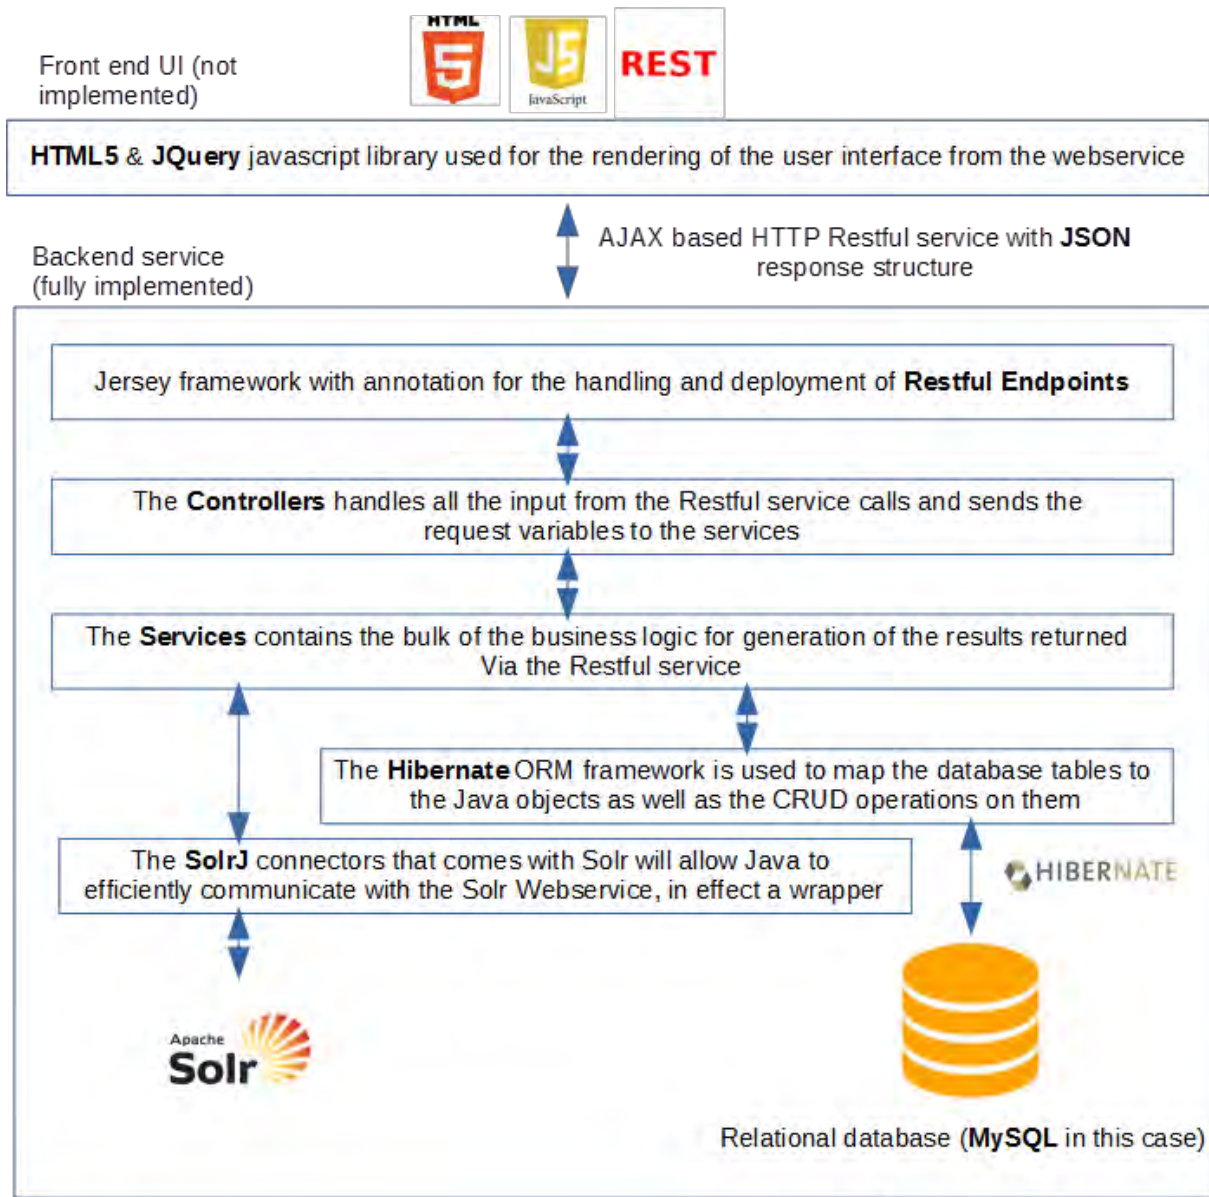 HTML
5
JS
JavaScript
REST
Front end UI (not
implemented)
HTML5 & JQuery javascript library used for the rendering of the user interface from the webservice
AJAX based HTTP Restful service with JSON
response structure
Backend service
(fully implemented)
Jersey framework with annotation for the handling and deployment of Restful Endpoints
The Controllers handles all the input from the Restful service calls and sends the
request variables to the services
The Services contains the bulk of the business logic for generation of the results returned
Via the Restful service
The Hibernate ORM framework is used to map the database tables to
the Java objects as well as the CRUD operations on them
The SolrJ connectors that comes with Solr will allow Java to
efficiently communicate with the Solr Webservice, in effect a wrapper
HIBERNATE
Apache
Solr
Relational database (MySQL in this case)